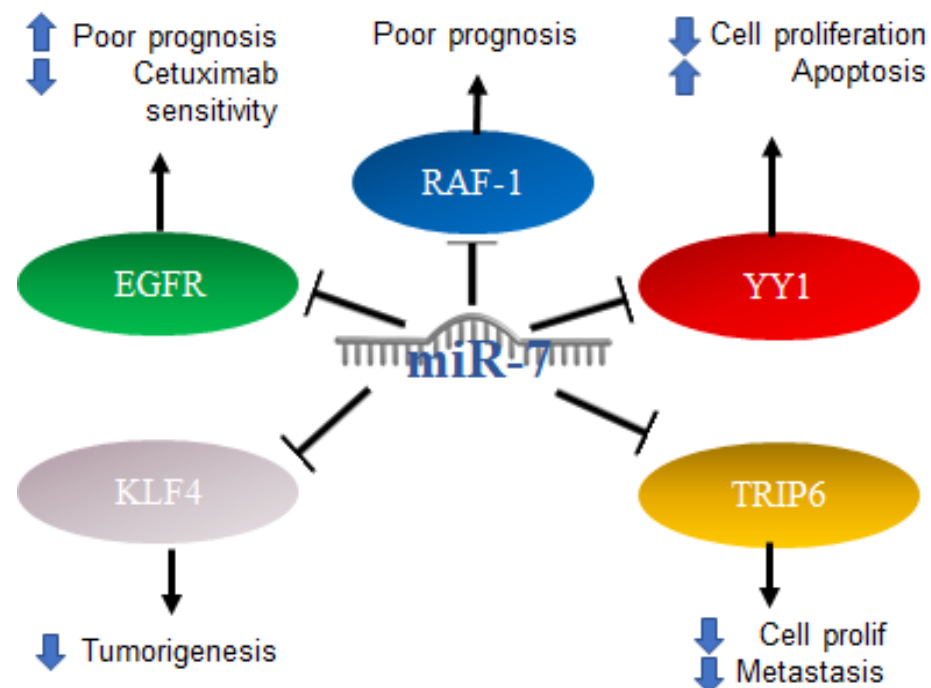 Poor prognosis
Cetuximab
sensitivity
Poor prognosis
Cell proliferation
Apoptosis
RAF-1
EGFR
YY1
miR-7
KLF4
TRIP6
Tumorigenesis
Cell prolif
Metastasis